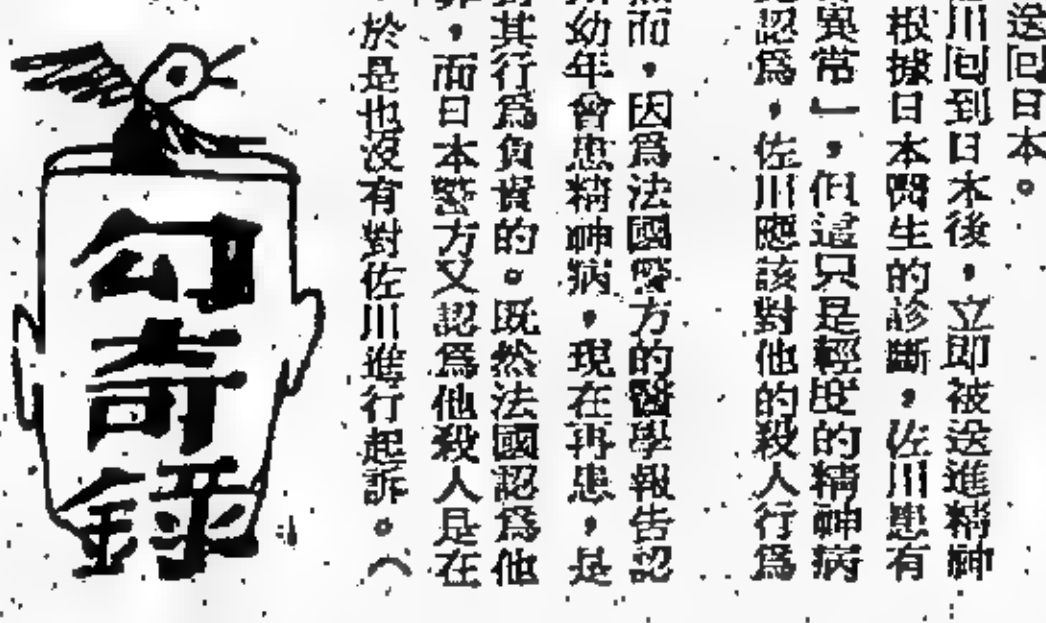 送回日本。
川回到日本後，立即被送進精神
根據日本醫生的診斷，佐川患有
異常」，但這只是輕度的精神病
認爲，佐川應該對他的殺人行爲
而，因爲法國警方的醫學報告認
幼年曾患精神病，現在再患，是
其行爲負責的。既然法國認爲他
，而日本警方又認爲他殺人是在
於是也沒有對佐川進行起訴。（
幻奇錄